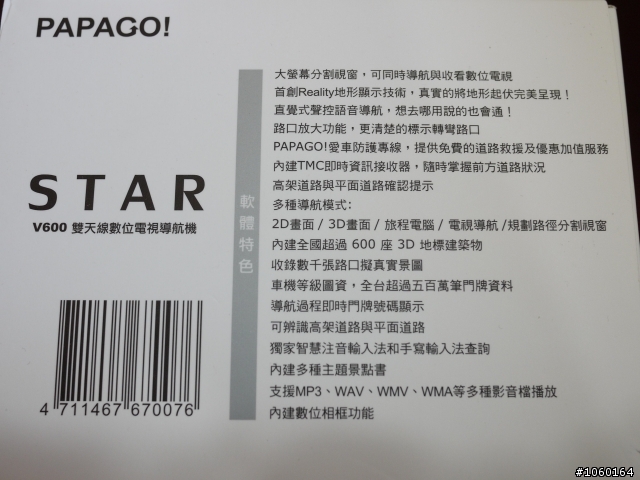 PAPAGO!
STAR
V600 雙天線數位電視導航機
4 711467 670076
軟體特色
大螢幕分割視窗，可同時導航與收看數位電視
首創Reality地形顯示技術，真實的將地形起伏完美呈現！
直覺式聲控語音導航，想去哪用說的也會通！
路口放大功能，更清楚的標示轉彎路口
PAPAGO!愛車防護專線，提供免費的道路救援及優惠加值服務
內建TMC即時資訊接收器，隨時掌握前方道路狀況
高架道路與平面道路確認提示
多種導航模式:
2D畫面 / 3D畫面 / 旅程電腦 / 電視導航 /規劃路徑分割視窗
內建全國超過 600 座 3D 地標建築物
收錄數千張路口擬真實景圖
車機等級圖資，全台超過五百萬筆門牌資料
導航過程即時門牌號碼顯示
可辨識高架道路與平面道路
獨家智慧注音輸入法和手寫輸入法查詢
內建多種主題景點書
支援MP3、WAV、WMV、WMA等多種影音檔播放
內建數位相框功能
#1060164